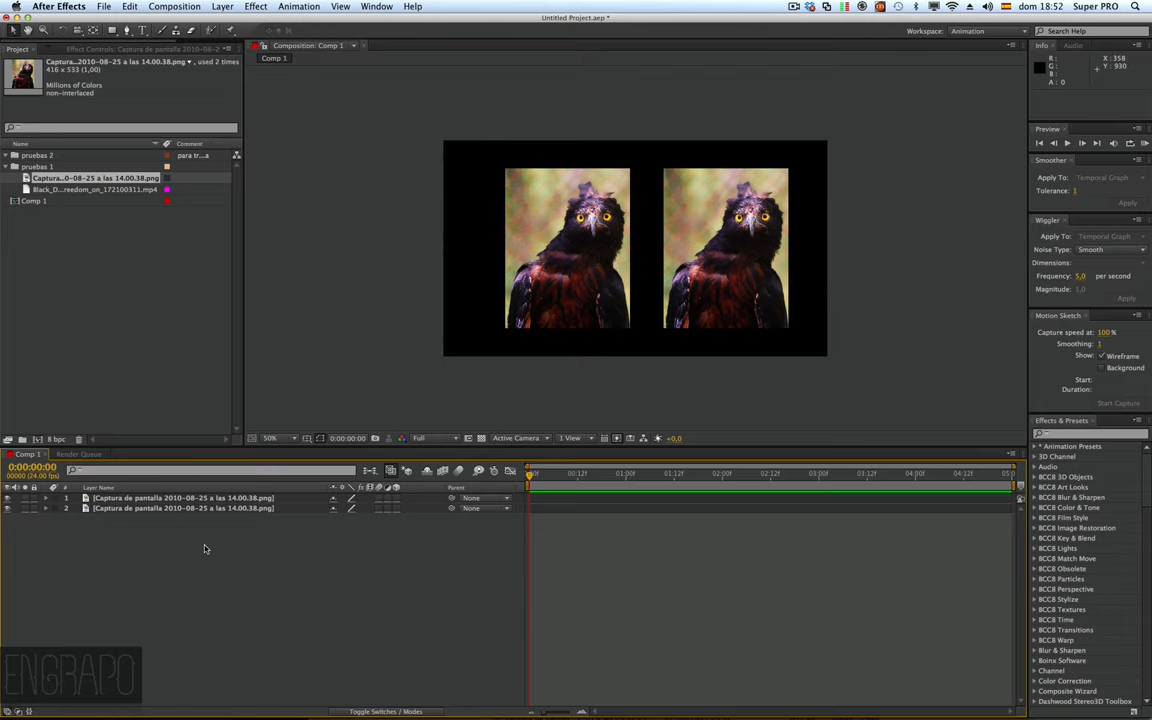 After Effects File Edit Composition Layer Effect Animation View Window Help dom 18:52 Super PRO
Untitled Project.aep *
Workspace: Animation Search Help
Project Effect Controls: Captura de pantalla 2010-08-2 Composition: Comp 1 Info Audio
Comp 1
Captura...2010-08-25 a las 14.00.38.png , used 2 times
416 x 533 (1,00)
Millions of Colors
non-interlaced
R: X: 358
G: Y: 930
B:
A: 0
Preview
Name Comment
pruebas 2 para tr...a
pruebas 1
Captura...0-08-25 a las 14.00.38.png
Black_D...reedom_on_172100311.mp4
Comp 1
Smoother
Apply To: Temporal Graph
Tolerance: 1
Apply
Wiggler
Apply To: Temporal Graph
Noise Type: Smooth
Dimensions:
Frequency: 5,0 per second
Magnitude: 1,0
Apply
Motion Sketch
Capture speed at: 100 %
Smoothing: 1
Show: Wireframe
Background
Start:
Duration:
Start Capture
8 bpc 50% 0:00:00:00 Full Active Camera 1 View +0,0
Effects & Presets
* Animation Presets
3D Channel
Audio
BCC8 3D Objects
BCC8 Art Looks
BCC8 Blur & Sharpen
BCC8 Color & Tone
BCC8 Film Style
BCC8 Image Restoration
BCC8 Key & Blend
BCC8 Lights
BCC8 Match Move
BCC8 Obsolete
BCC8 Particles
BCC8 Perspective
BCC8 Stylize
BCC8 Textures
BCC8 Time
BCC8 Transitions
BCC8 Warp
Blur & Sharpen
Boinx Software
Channel
Color Correction
Composite Wizard
Dashwood Stereo3D Toolbox
Comp 1 Render Queue
0:00:00:00
00000 (24.00 fps)
00f 00:12f 01:00f 01:12f 02:00f 02:12f 03:00f 03:12f 04:00f 04:12f 05:0
# Layer Name Parent
1 [Captura de pantalla 2010-08-25 a las 14.00.38.png] None
2 [Captura de pantalla 2010-08-25 a las 14.00.38.png] None
ENGRAPO
Toggle Switches / Modes